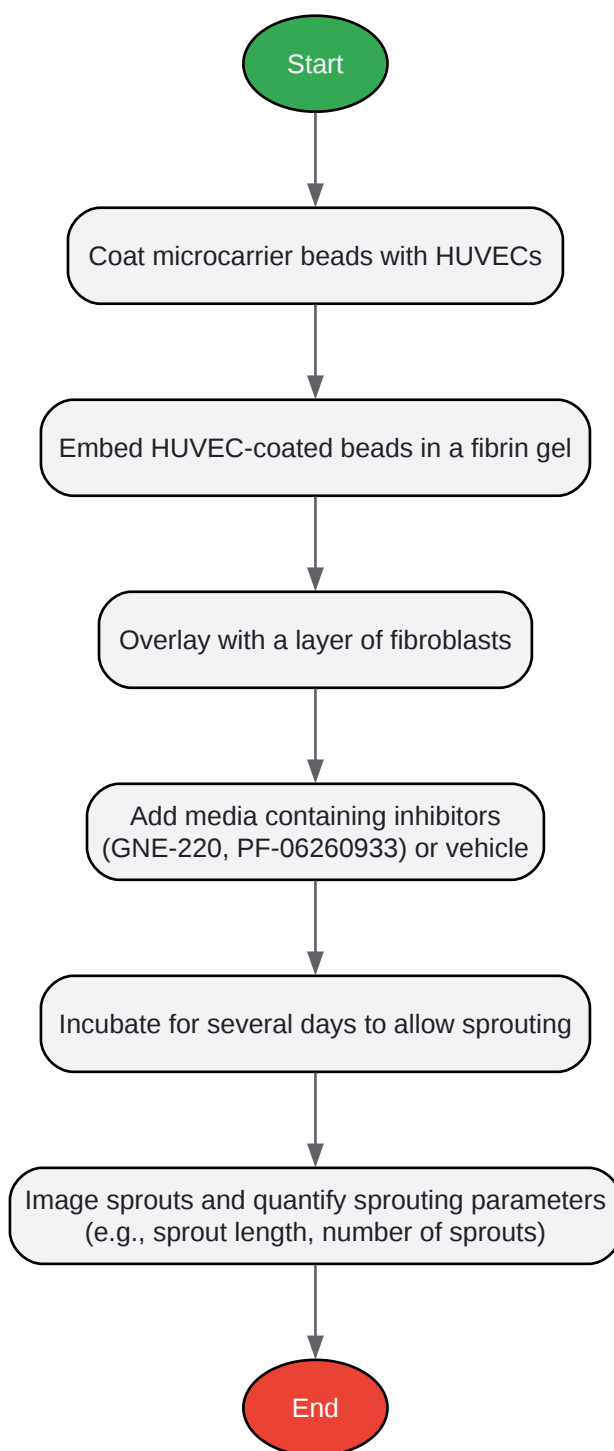 Start
Coat microcarrier beads with HUVECs
Embed HUVEC-coated beads in a fibrin gel
Overlay with a layer of fibroblasts
Add media containing inhibitors
(GNE-220, PF-06260933) or vehicle
Incubate for several days to allow sprouting
Image sprouts and quantify sprouting parameters
(e.g., sprout length, number of sprouts)
End